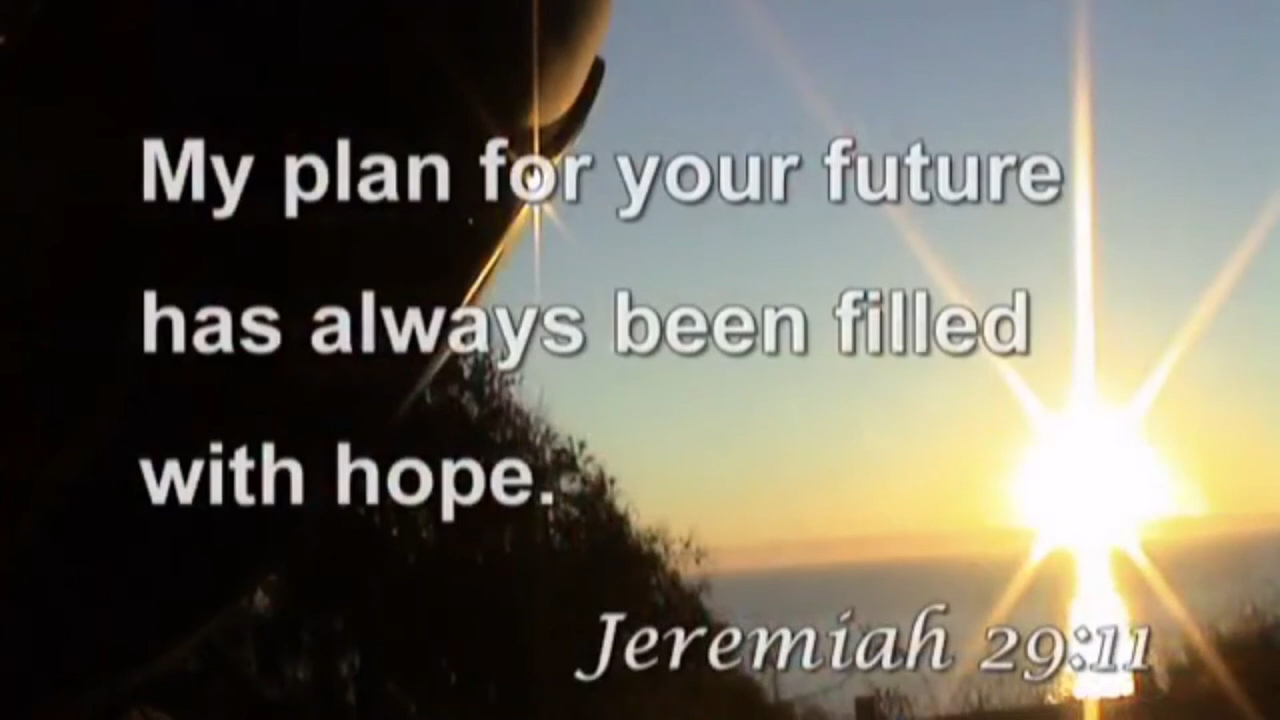 My plan for your future
has always been filled
with hope.
Jeremiah 29:11